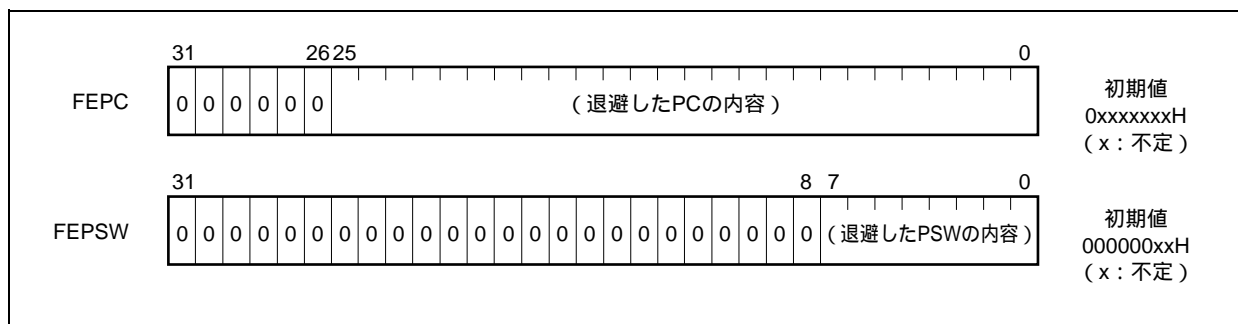 31 26 25 0
FEPC 0 0 0 0 0 0 (退避したPCの内容) 初期値
0xxxxxxxH
(x:不定)
31 8 7 0
FEPSW 0 0 0 0 0 0 0 0 0 0 0 0 0 0 0 0 0 0 0 0 0 0 0 0 (退避したPSWの内容) 初期値
000000xxH
(x:不定)